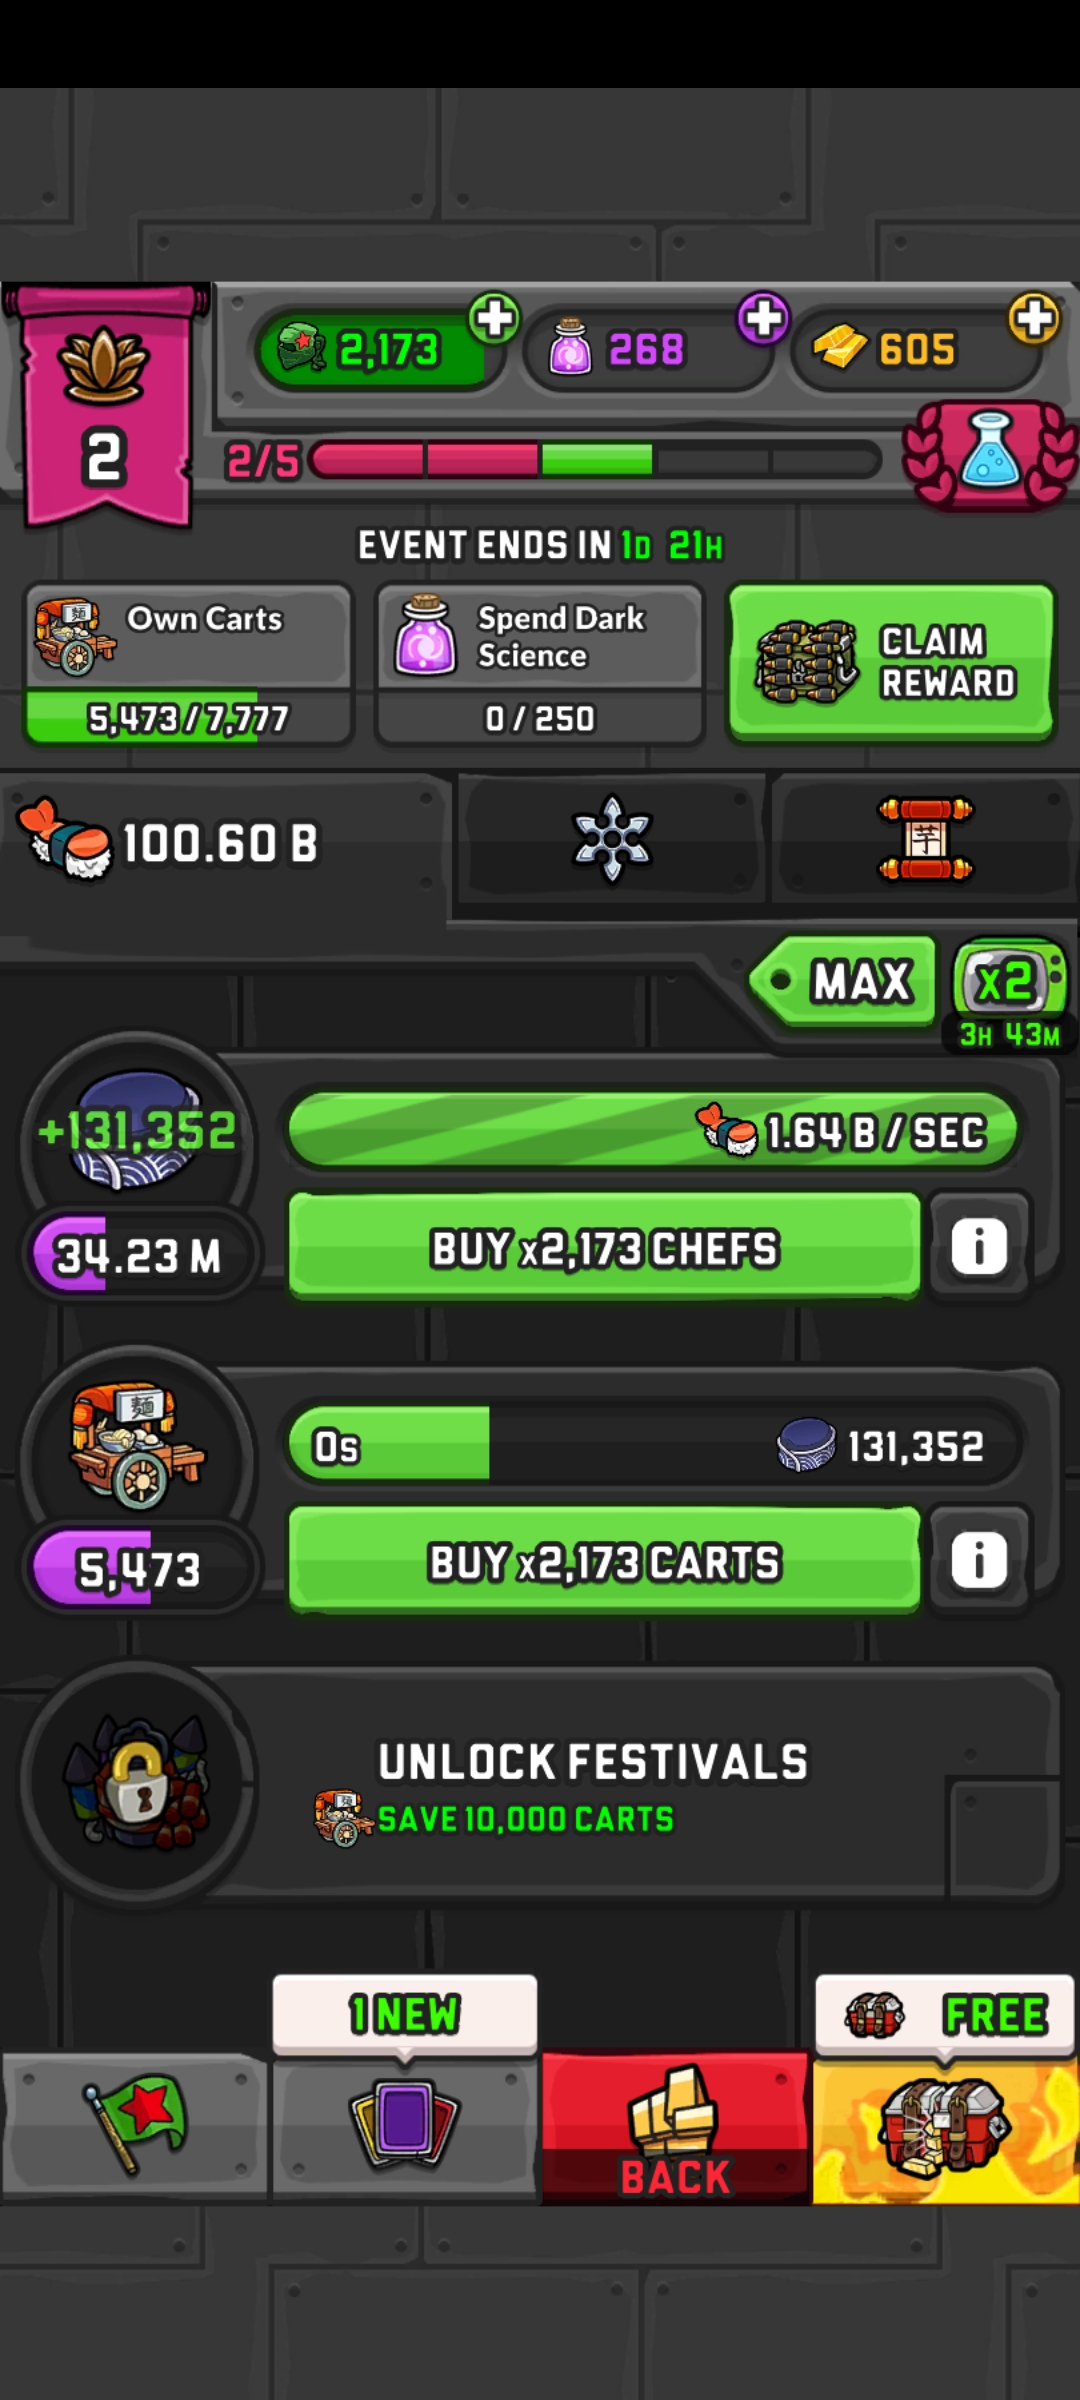 2,173
268
605
2
2/5
EVENT ENDS IN 1D 21H
Own Carts
5,473/7,777
Spend Dark
Science
0/250
CLAIM
REWARD
100.60 B
芋
MAX
x2
3H 43M
+131,352
1.64 B/SEC
34.23 M
BUY x2,173 CHEFS
i
麺
0s
131,352
5,473
BUY x2,173 CARTS
i
UNLOCK FESTIVALS
SAVE 10,000 CARTS
1 NEW
FREE
BACK